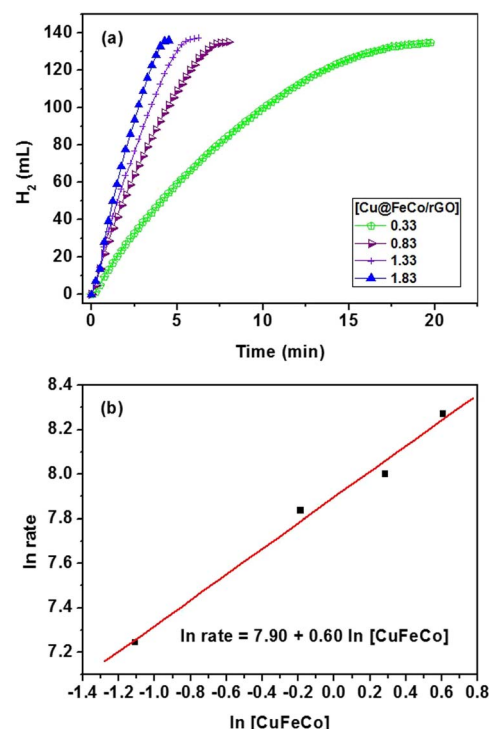 (a)
140
120
100
80
60
40
20
0
H₂ (mL)
[Cu@FeCo/rGO]
0.33
0.83
1.33
1.83
0 5 10 15 20
Time (min)
(b)
8.4
8.2
8.0
7.8
7.6
7.4
7.2
ln rate
ln rate = 7.90 + 0.60 ln [CuFeCo]
-1.4 -1.2 -1.0 -0.8 -0.6 -0.4 -0.2 0.0 0.2 0.4 0.6 0.8
ln [CuFeCo]